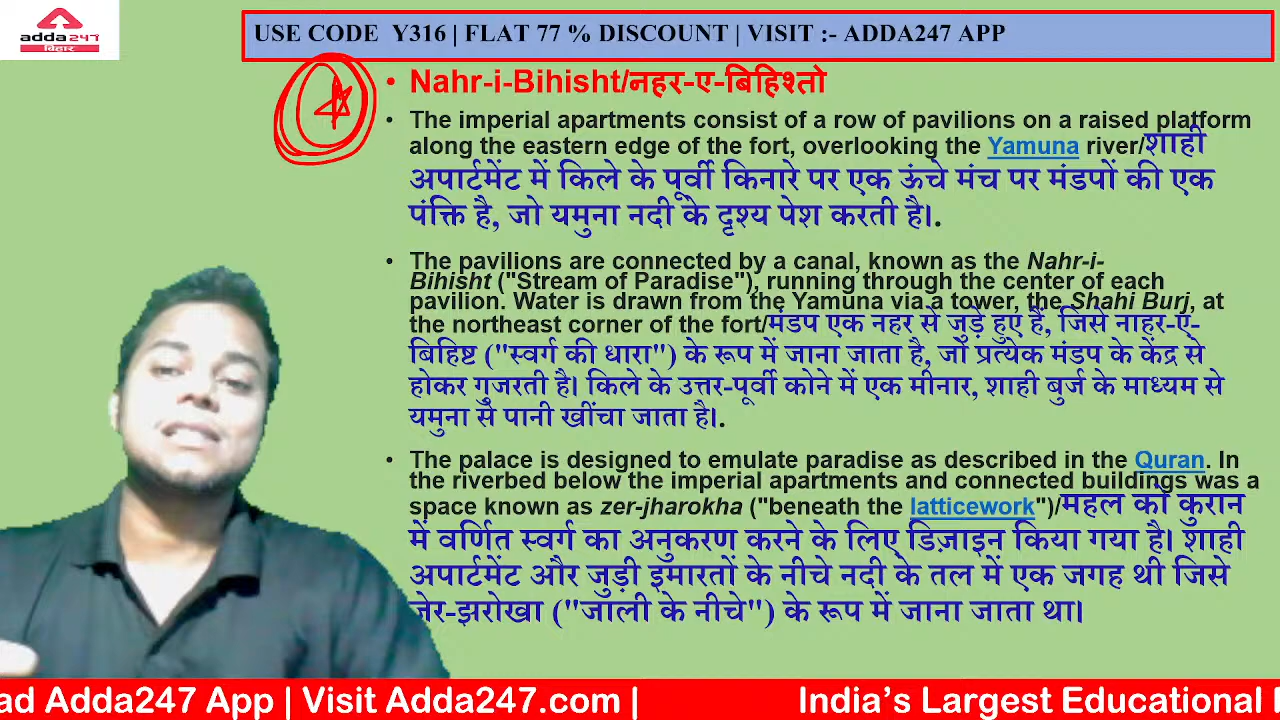 adda247
बिहार
USE CODE Y316 | FLAT 77 % DISCOUNT | VISIT :- ADDA247 APP
• Nahr-i-Bihisht/नहर-ए-बिहिश्तो
• The imperial apartments consist of a row of pavilions on a raised platform
along the eastern edge of the fort, overlooking the Yamuna river/शाही
अपार्टमेंट में किले के पूर्वी किनारे पर एक ऊंचे मंच पर मंडपों की एक
पंक्ति है, जो यमुना नदी के दृश्य पेश करती है।.
• The pavilions are connected by a canal, known as the Nahr-i-
Bihisht ("Stream of Paradise"), running through the center of each
pavilion. Water is drawn from the Yamuna via a tower, the Shahi Burj, at
the northeast corner of the fort/मंडप एक नहर से जुड़े हुए हैं, जिसे नाहर-ए-
बिहिष्ट ("स्वर्ग की धारा") के रूप में जाना जाता है, जो प्रत्येक मंडप के केंद्र से
होकर गुजरती है। किले के उत्तर-पूर्वी कोने में एक मीनार, शाही बुर्ज के माध्यम से
यमुना से पानी खींचा जाता है।.
• The palace is designed to emulate paradise as described in the Quran. In
the riverbed below the imperial apartments and connected buildings was a
space known as zer-jharokha ("beneath the latticework")/महल को कुरान
में वर्णित स्वर्ग का अनुकरण करने के लिए डिज़ाइन किया गया है। शाही
अपार्टमेंट और जुड़ी इमारतों के नीचे नदी के तल में एक जगह थी जिसे
जेर-झरोखा ("जाली के नीचे") के रूप में जाना जाता था।
ad Adda247 App | Visit Adda247.com | India's Largest Educational